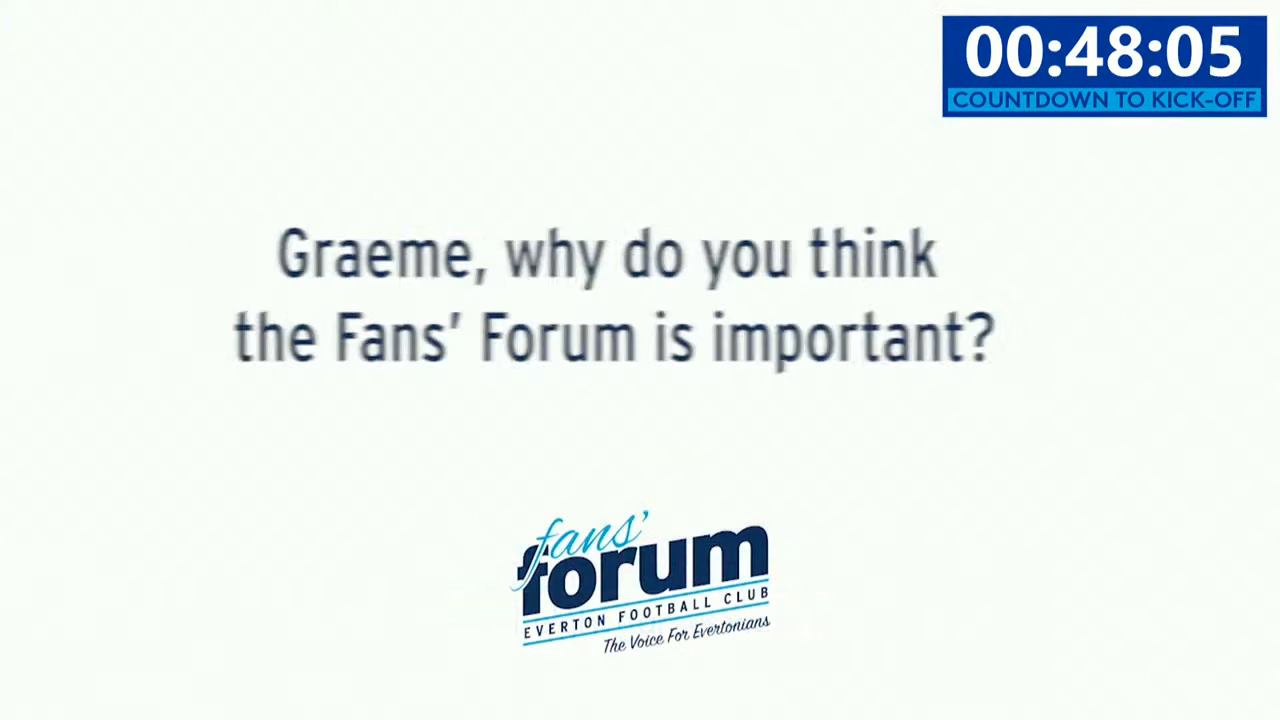 00:48:05
COUNTDOWN TO KICK-OFF
Graeme, why do you think
the Fans’ Forum is important?
fans’
forum
EVERTON FOOTBALL CLUB
The Voice For Evertonians